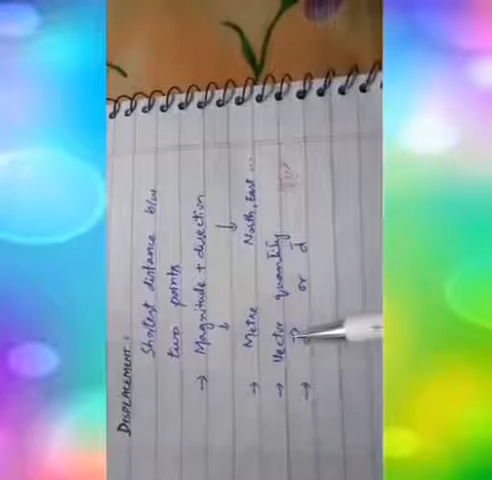 DISPLACEMENT:
Shortest distance b/w
two points
→ Magnitude + direction
↓ ↓
→ Metre North, East ...
→ Vector quantity
→ or d